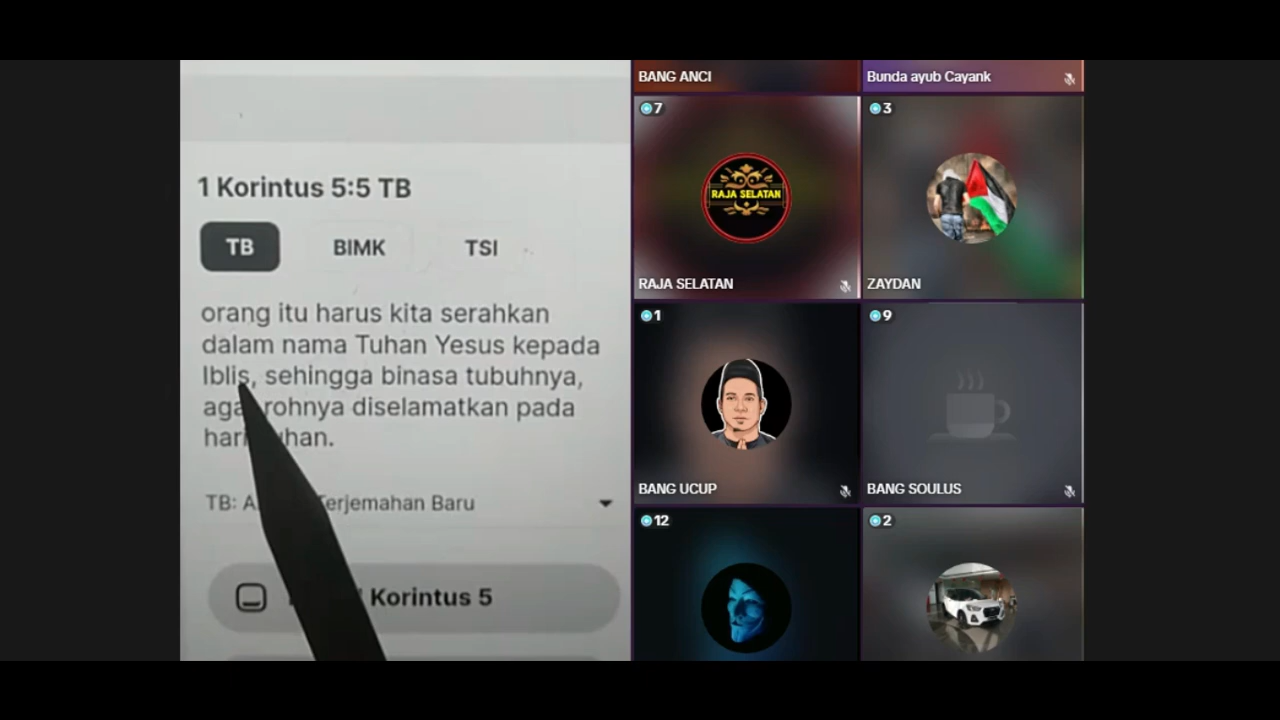 1 Korintus 5:5 TB
TB BIMK TSI
orang itu harus kita serahkan
dalam nama Tuhan Yesus kepada
Iblis, sehingga binasa tubuhnya,
rohnya diselamatkan pada
TB: Terjemahan Baru
Korintus 5
BANG ANCI
Bunda ayub Cayank
7
3
RAJA SELATAN
RAJA SELATAN
ZAYDAN
1
9
BANG UCUP
BANG SOULUS
12
2